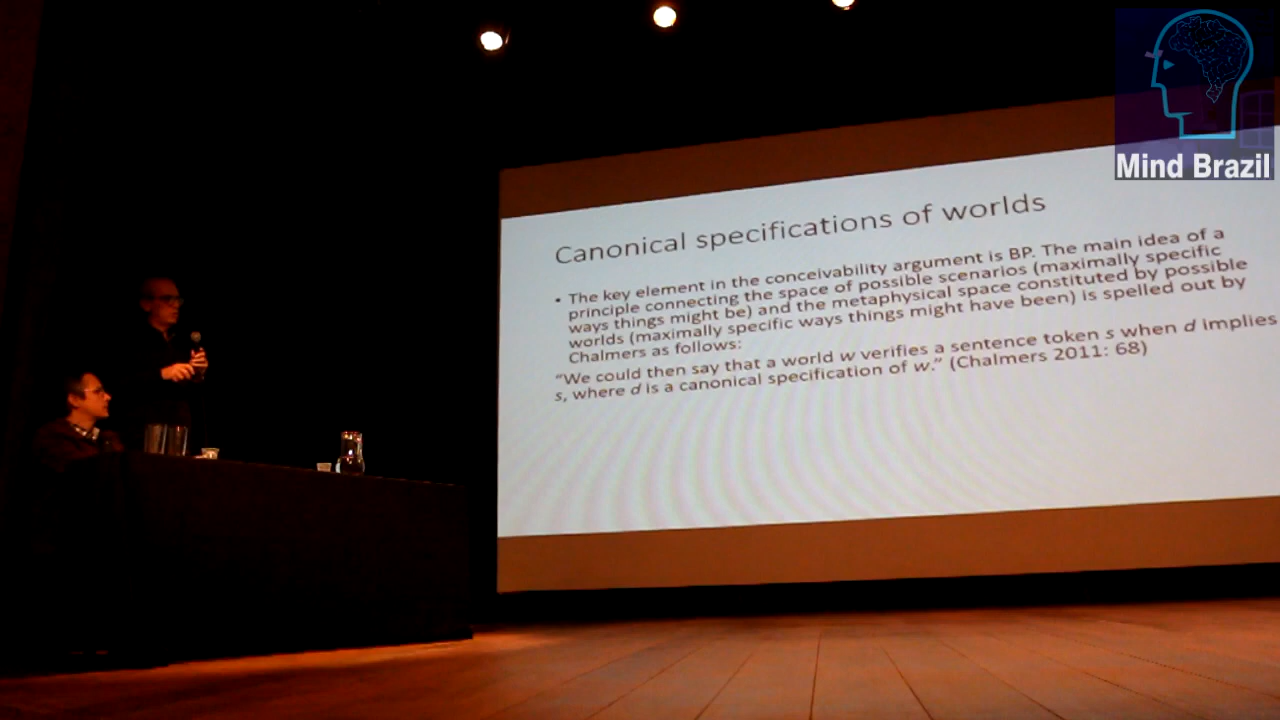 Mind Brazil
Canonical specifications of worlds
• The key element in the conceivability argument is BP. The main idea of a
principle connecting the space of possible scenarios (maximally specific
ways things might be) and the metaphysical space constituted by possible
worlds (maximally specific ways things might have been) is spelled out by
Chalmers as follows:
“We could then say that a world w verifies a sentence token s when d implies
s, where d is a canonical specification of w.” (Chalmers 2011: 68)